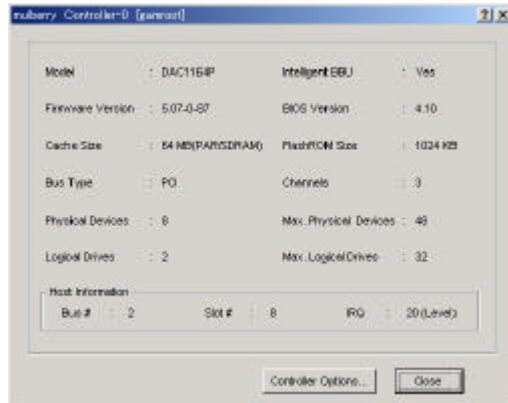 mulberry Controller-0 [gamroot]
Model : DAC1164P Intelligent BBU : Yes
Firmware Version : 5.07-0-87 BIOS Version : 4.10
Cache Size : 64 MB(PARISDRAM) FlashROM Size : 1024 KB
Bus Type : PCI Channels : 3
Physical Devices : 8 Max. Physical Devices : 48
Logical Drives : 2 Max. Logical Drives : 32
Host Information
Bus # : 2 Slot # : 8 IRQ : 20 (Level)
Controller Options... Close